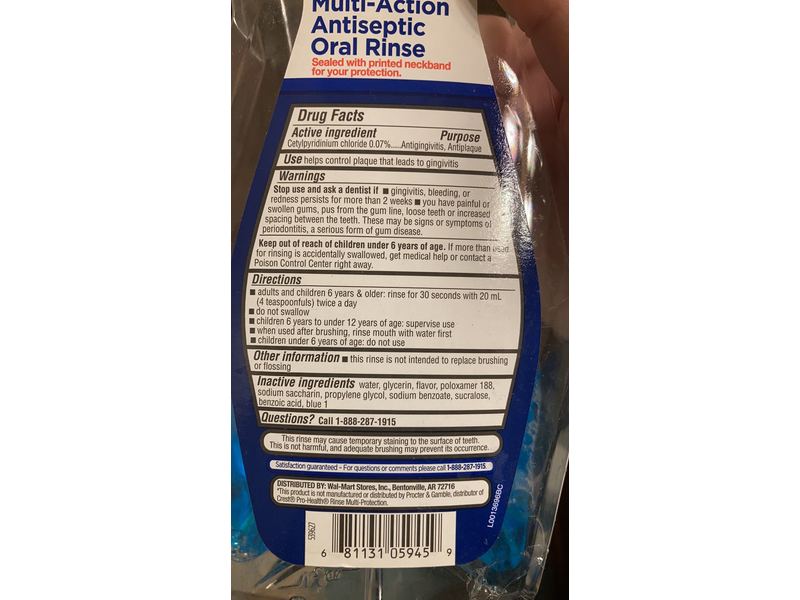 Multi-Action
Antiseptic
Oral Rinse
Sealed with printed neckband
for your protection.
Drug Facts
Active ingredient Purpose
Cetylpyridinium chloride 0.07%.....Antigingivitis, Antiplaque
Use helps control plaque that leads to gingivitis
Warnings
Stop use and ask a dentist if ■ gingivitis, bleeding, or
redness persists for more than 2 weeks ■ you have painful or
swollen gums, pus from the gum line, loose teeth or increased
spacing between the teeth. These may be signs or symptoms of
periodontitis, a serious form of gum disease.
Keep out of reach of children under 6 years of age. If more than used
for rinsing is accidentally swallowed, get medical help or contact a
Poison Control Center right away.
Directions
■ adults and children 6 years & older: rinse for 30 seconds with 20 mL
(4 teaspoonfuls) twice a day
■ do not swallow
■ children 6 years to under 12 years of age: supervise use
■ when used after brushing, rinse mouth with water first
■ children under 6 years of age: do not use
Other information ■ this rinse is not intended to replace brushing
or flossing
Inactive ingredients water, glycerin, flavor, poloxamer 188,
sodium saccharin, propylene glycol, sodium benzoate, sucralose,
benzoic acid, blue 1
Questions? Call 1-888-287-1915
This rinse may cause temporary staining to the surface of teeth.
This is not harmful, and adequate brushing may prevent its occurrence.
Satisfaction guaranteed – For questions or comments please call 1-888-287-1915.
DISTRIBUTED BY: Wal-Mart Stores, Inc., Bentonville, AR 72716
*This product is not manufactured or distributed by Procter & Gamble, distributor of
Crest® Pro-Health® Rinse Multi-Protection.
L0013696BC
539627
6 81131 05945 9